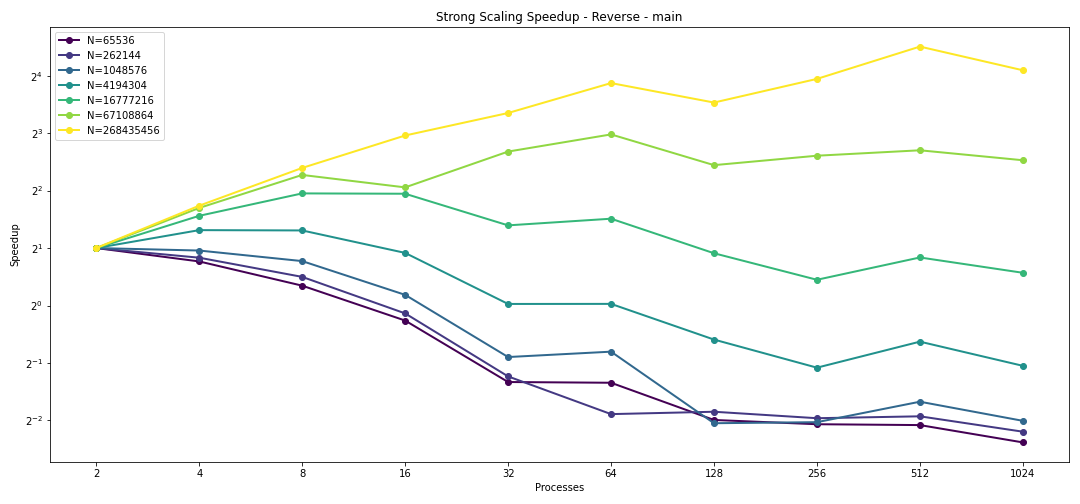 Strong Scaling Speedup - Reverse - main
N=65536
N=262144
N=1048576
N=4194304
N=16777216
N=67108864
N=268435456
2⁴
2³
2²
2¹
2⁰
2⁻¹
2⁻²
Speedup
2 4 8 16 32 64 128 256 512 1024
Processes